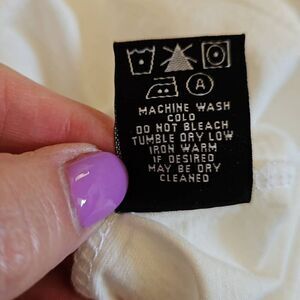 A
MACHINE WASH
COLD
DO NOT BLEACH
TUMBLE DRY LOW
IRON WARM
IF DESIRED
MAY BE DRY
CLEANED